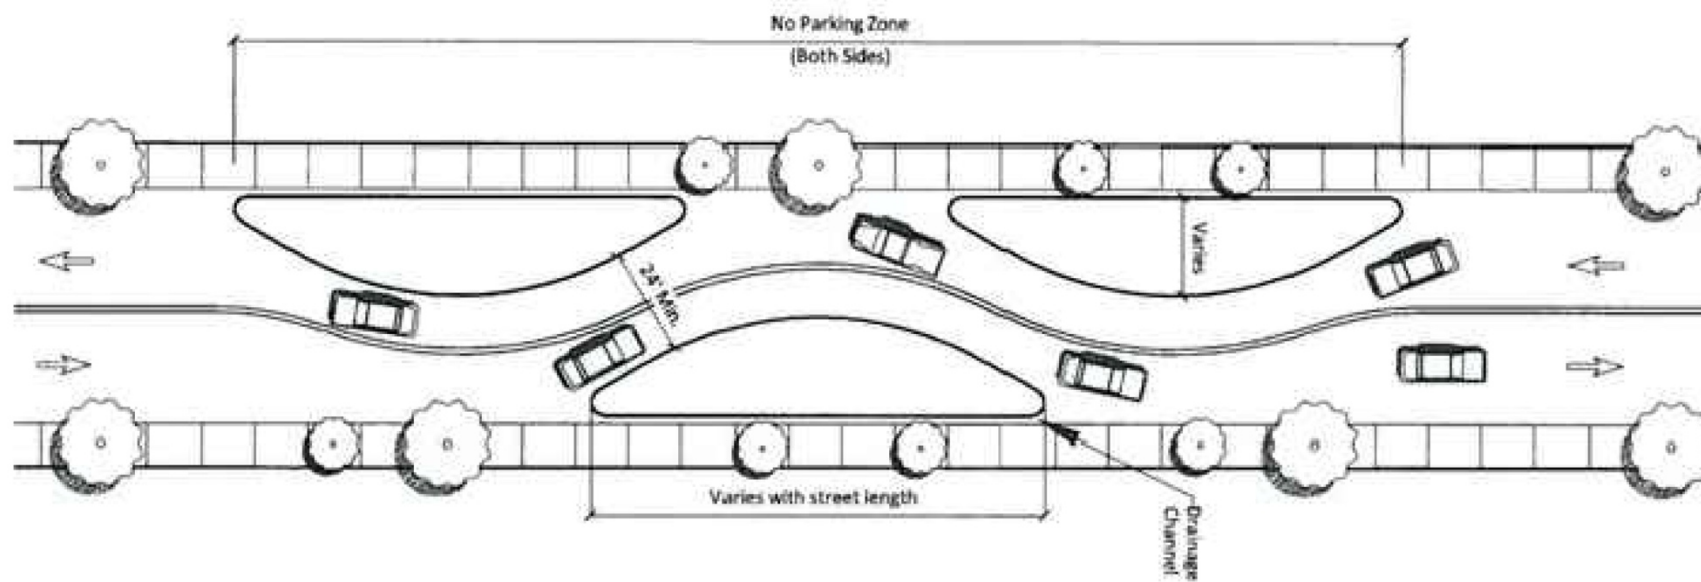 No Parking Zone
(Both Sides)
Varies
24' Min.
Varies with street length
Drainage
Channel